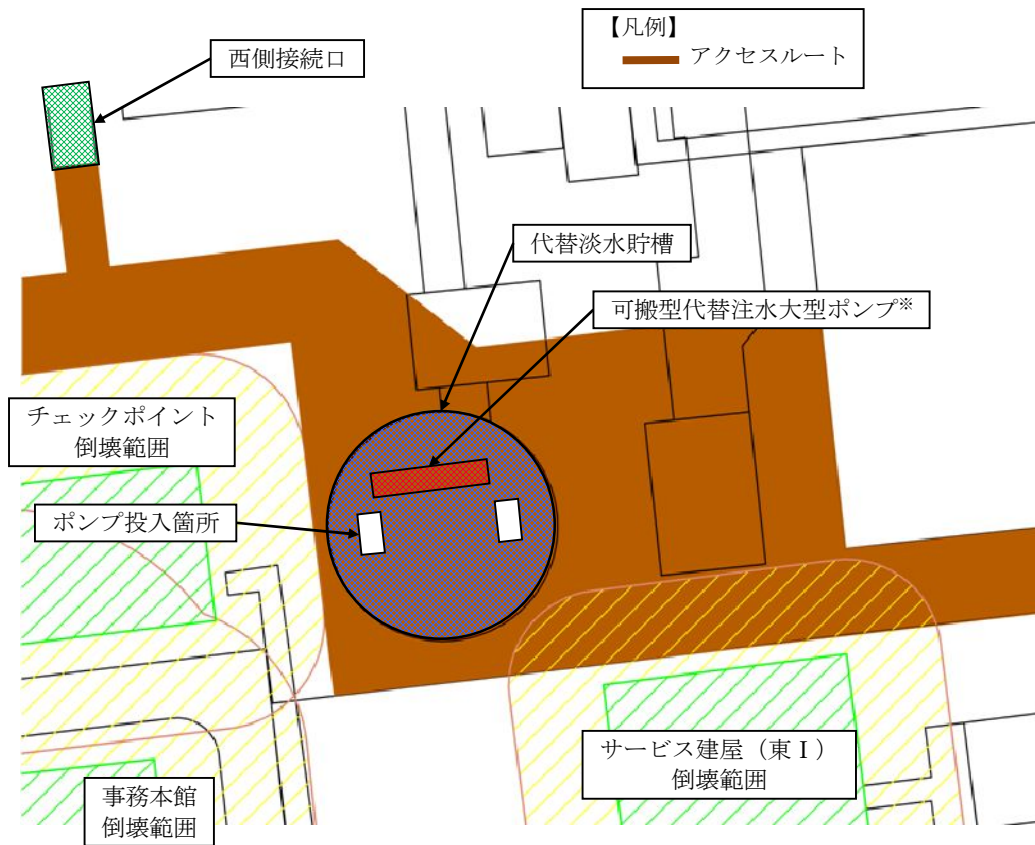 【凡例】
アクセスルート
西側接続口
代替淡水貯槽
可搬型代替注水大型ポンプ※
チェックポイント
倒壊範囲
ポンプ投入箇所
サービス建屋（東Ⅰ）
倒壊範囲
事務本館
倒壊範囲